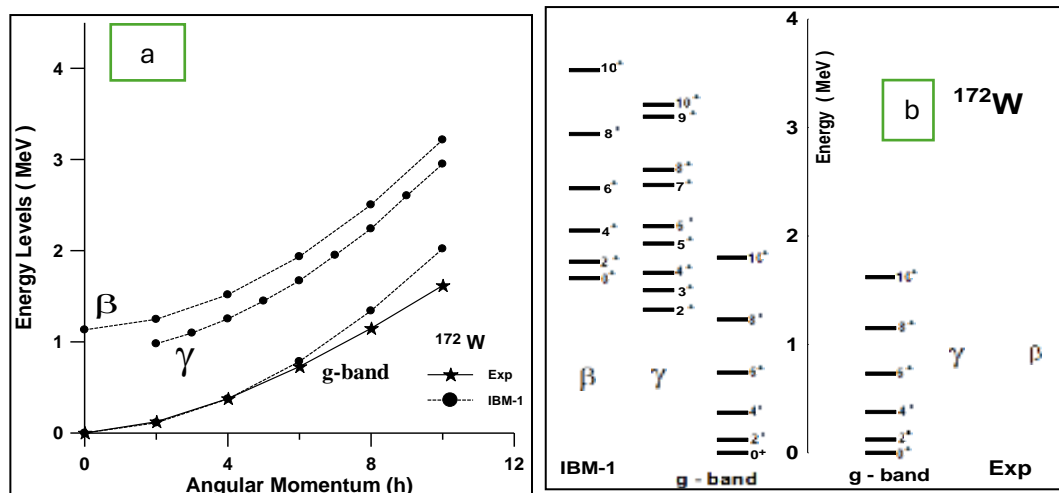 a
4
3
2
1
0
Energy Levels ( MeV )
β
γ
g-band
¹⁷²W
Exp
IBM-1
0 4 8 12
Angular Momentum (h)
b
¹⁷²W
Energy ( MeV )
4
3
2
1
0
10⁺
8⁺
6⁺
4⁺
2⁺
0⁺
β
10⁺
9⁺
8⁺
7⁺
6⁺
5⁺
4⁺
3⁺
2⁺
γ
10⁺
8⁺
6⁺
4⁺
2⁺
0⁺
10⁺
8⁺
6⁺
4⁺
2⁺
0⁺
γ β
IBM-1 g - band g - band Exp